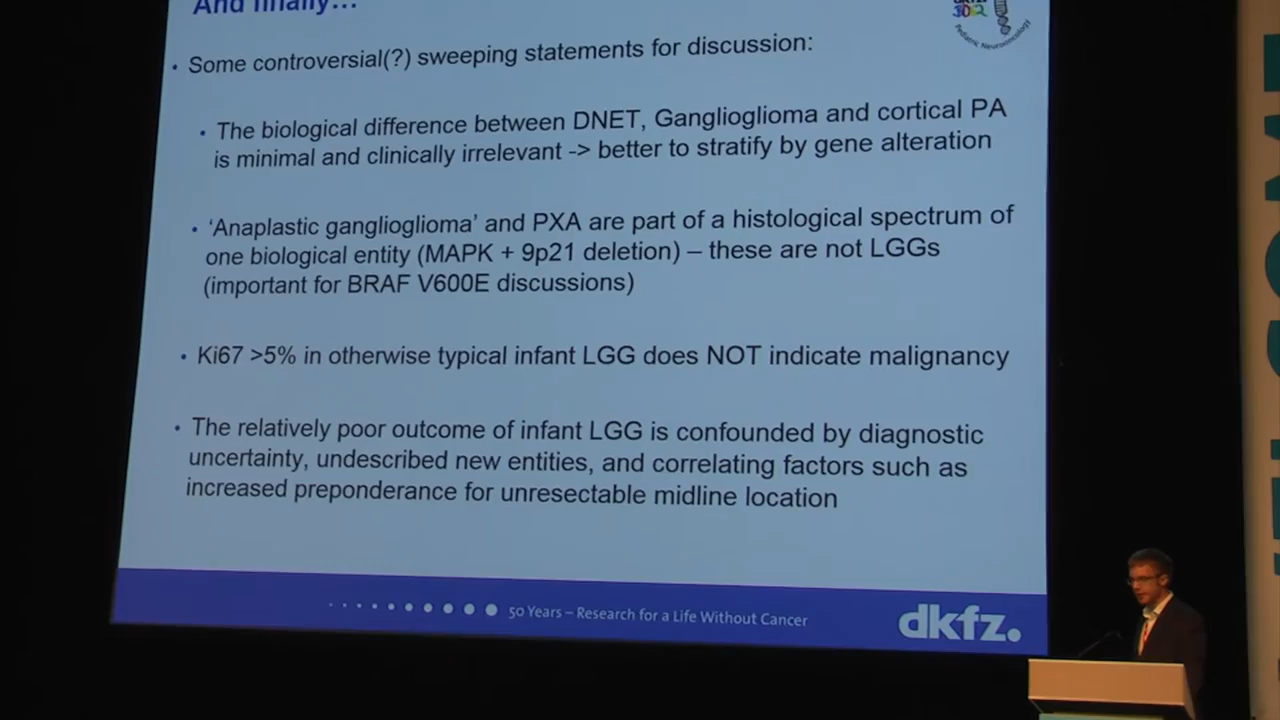 And finally…
• Some controversial(?) sweeping statements for discussion:
• The biological difference between DNET, Ganglioglioma and cortical PA
is minimal and clinically irrelevant -> better to stratify by gene alteration
• ‘Anaplastic ganglioglioma’ and PXA are part of a histological spectrum of
one biological entity (MAPK + 9p21 deletion) – these are not LGGs
(important for BRAF V600E discussions)
• Ki67 >5% in otherwise typical infant LGG does NOT indicate malignancy
• The relatively poor outcome of infant LGG is confounded by diagnostic
uncertainty, undescribed new entities, and correlating factors such as
increased preponderance for unresectable midline location
Pediatric Neurooncology
50 Years – Research for a Life Without Cancer
dkfz.